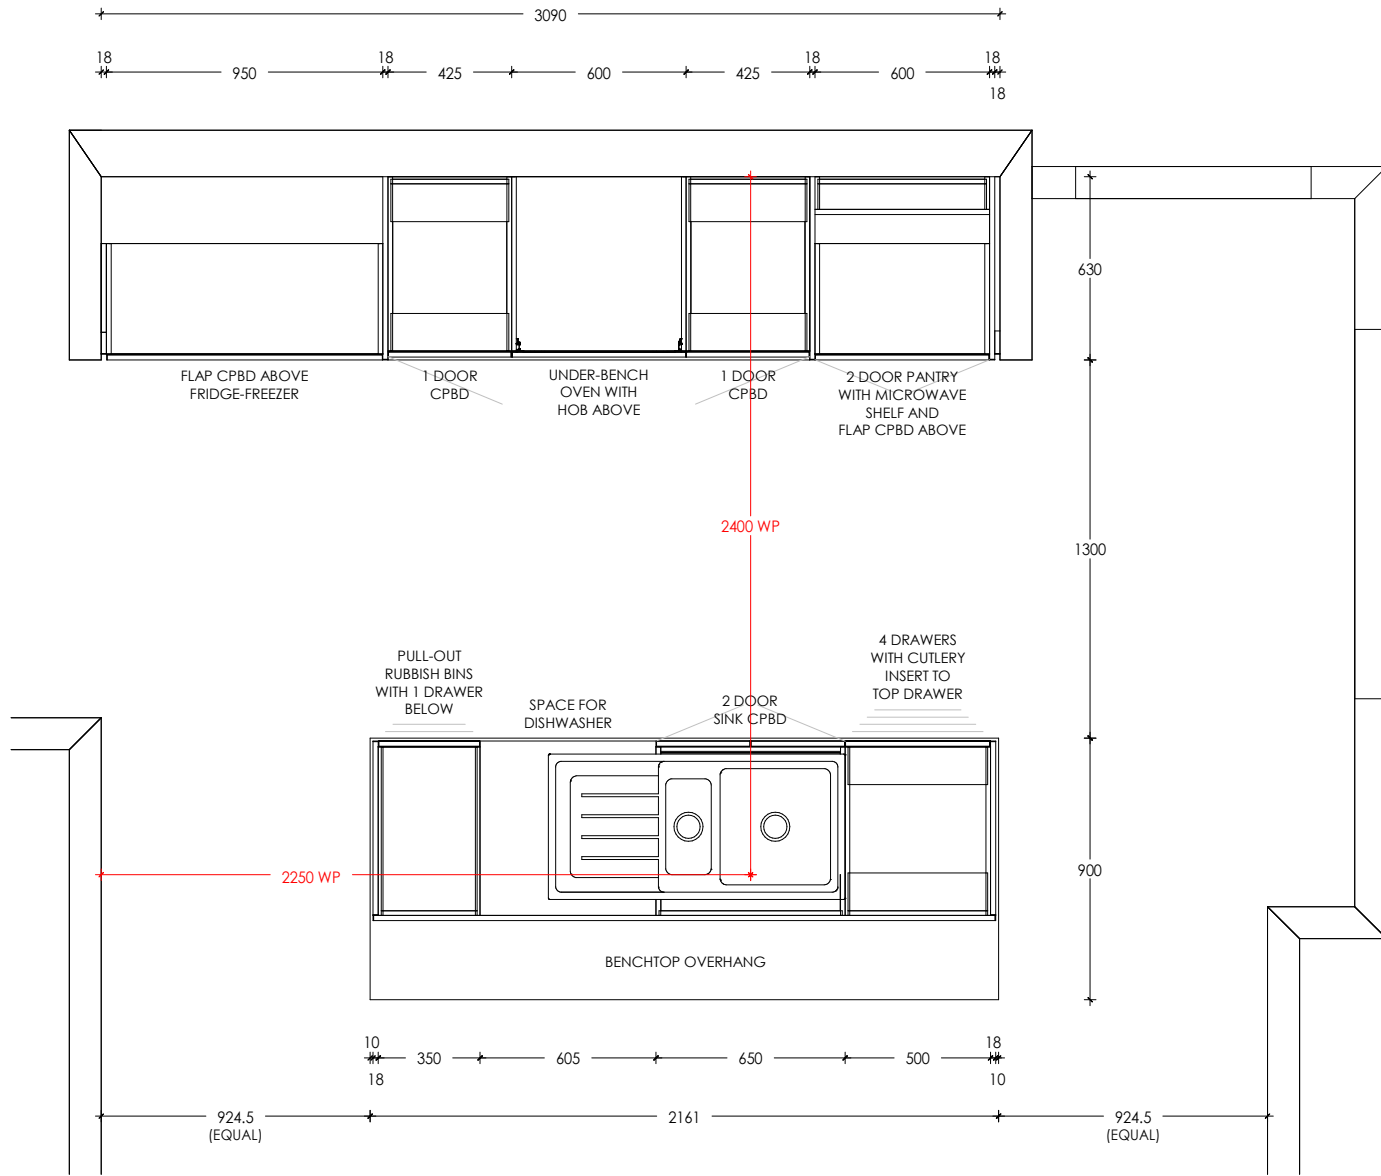 3090
18
18
18
18
950
425
600
425
600
18
630
FLAP CPBD ABOVE
FRIDGE-FREEZER
1 DOOR
CPBD
UNDER-BENCH
OVEN WITH
HOB ABOVE
1 DOOR
CPBD
2 DOOR PANTRY
WITH MICROWAVE
SHELF AND
FLAP CPBD ABOVE
2400 WP
1300
PULL-OUT
RUBBISH BINS
WITH 1 DRAWER
BELOW
SPACE FOR
DISHWASHER
2 DOOR
SINK CPBD
4 DRAWERS
WITH CUTLERY
INSERT TO
TOP DRAWER
2250 WP
900
BENCHTOP OVERHANG
10
18
350
605
650
500
18
10
924.5
(EQUAL)
2161
924.5
(EQUAL)